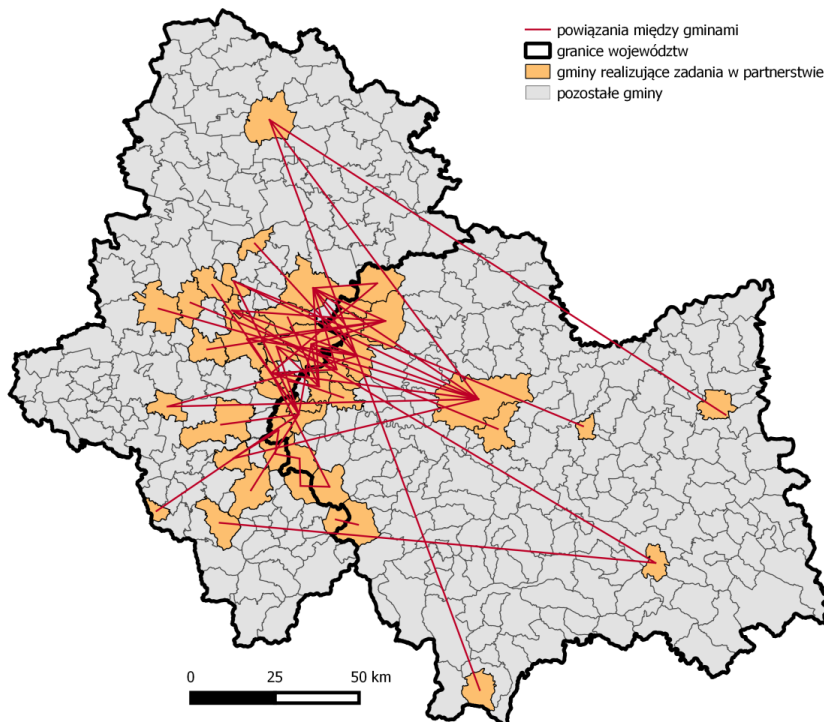 powiązania między gminami
granice województw
gminy realizujące zadania w partnerstwie
pozostałe gminy
0 25 50 km